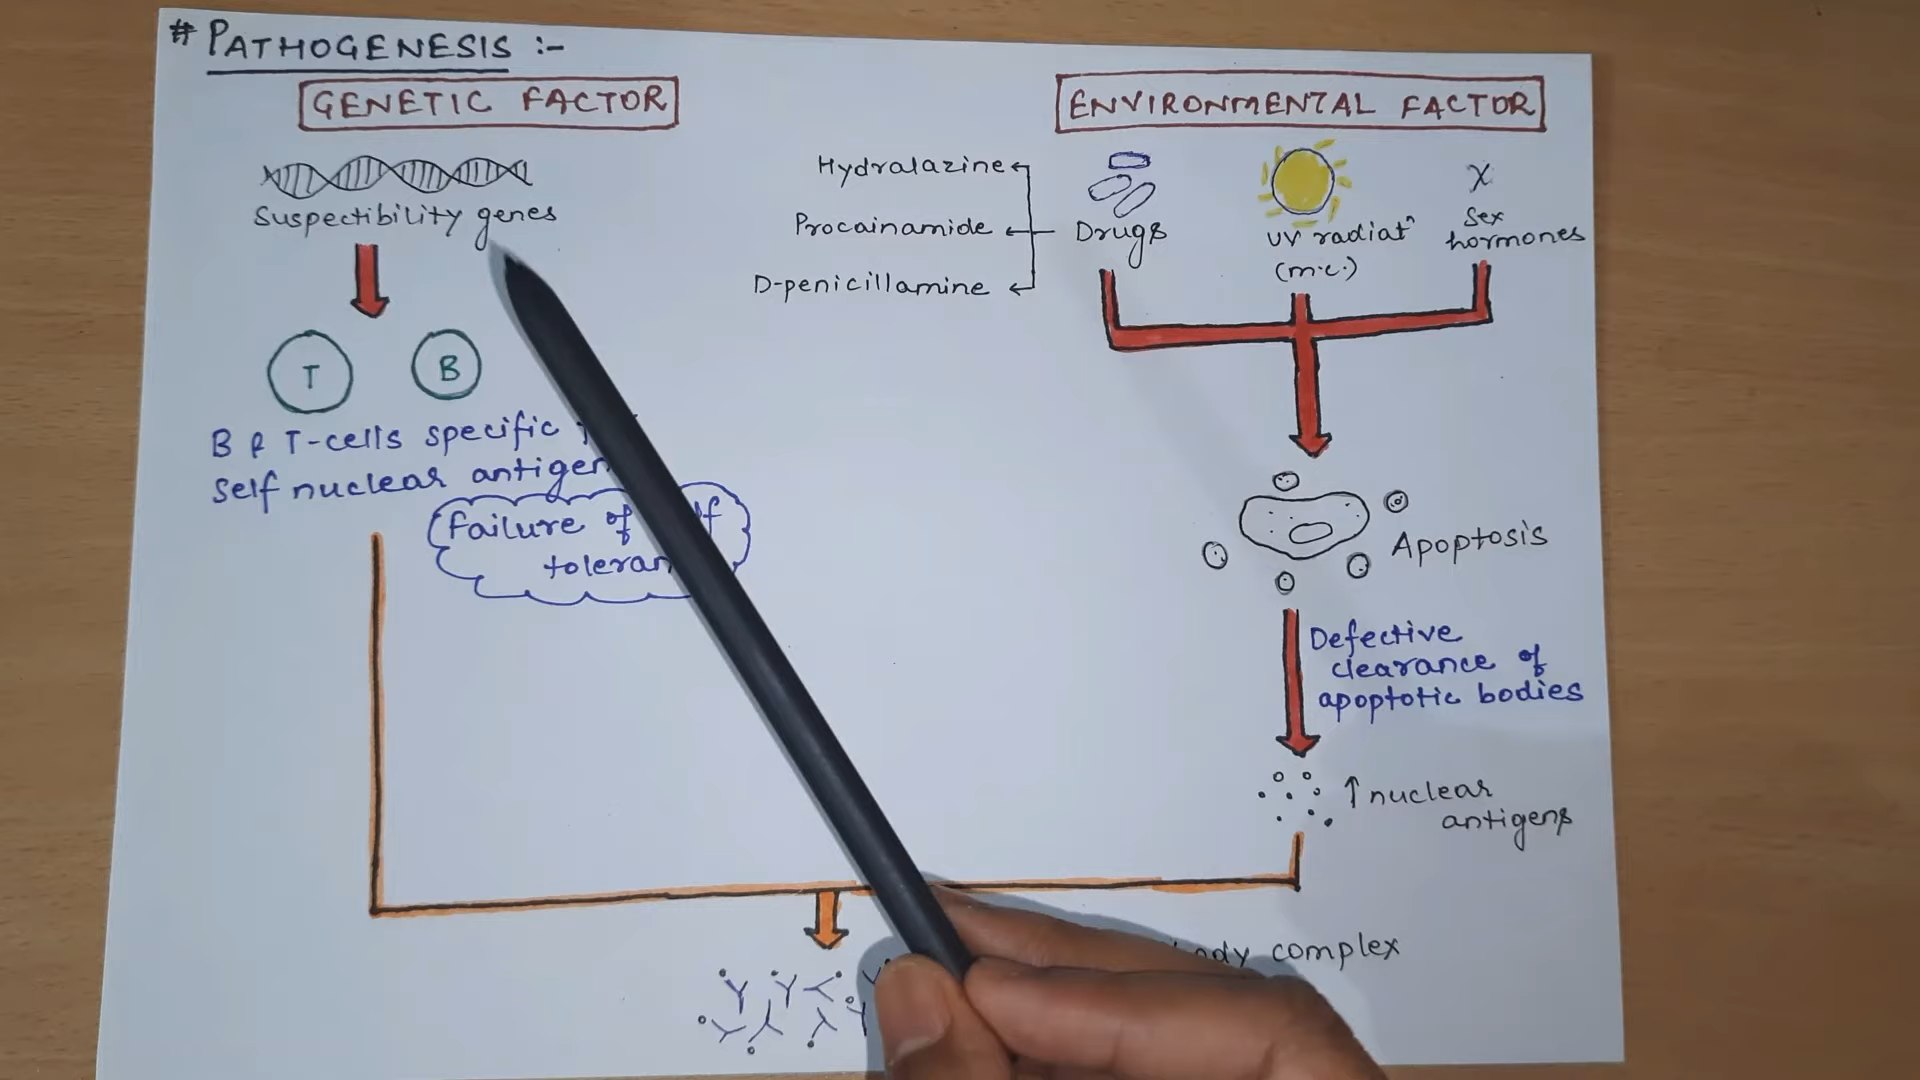 # PATHOGENESIS :-
GENETIC FACTOR
Suspectibility genes
T
B
B & T-cells specific
Self nuclear antigen
Failure of
ENVIRONMENTAL FACTOR
Hydralazine
Procainamide
D-penicillamine
Drugs
UV radiatⁿ
(m.c.)
Sex
hormones
Apoptosis
Defective
clearance of
apoptotic bodies
↑ nuclear
antigens
complex